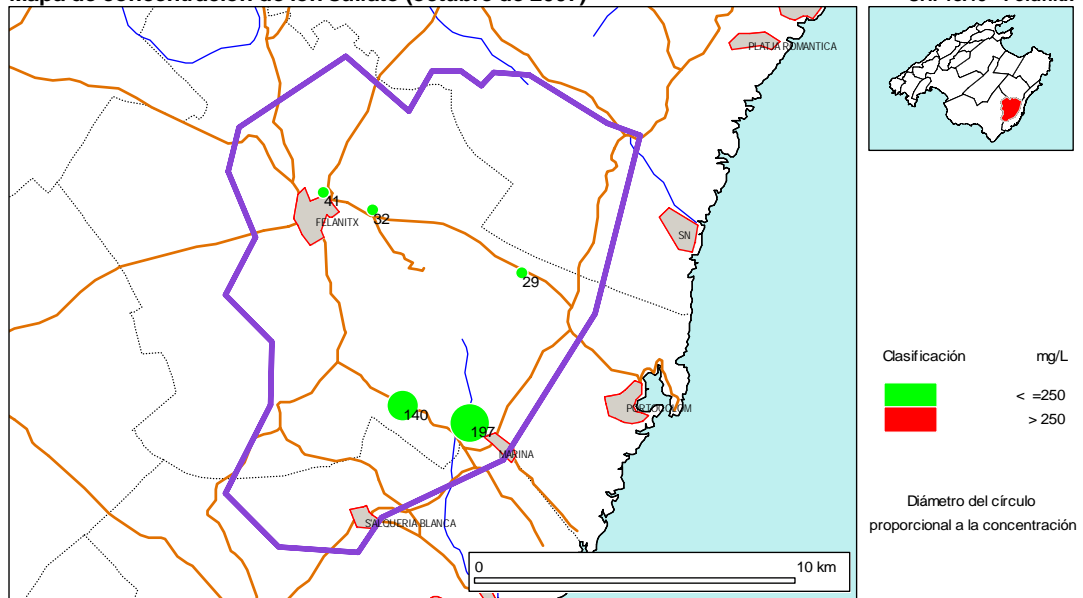 PLATJA ROMANTICA
41
FELANITX
32
SN
29
Clasificación mg/L
< =250
> 250
140
197
PORTOCOLOM
MARINA
S'ALQUERIA BLANCA
Diámetro del círculo
proporcional a la concentración
0 10 km